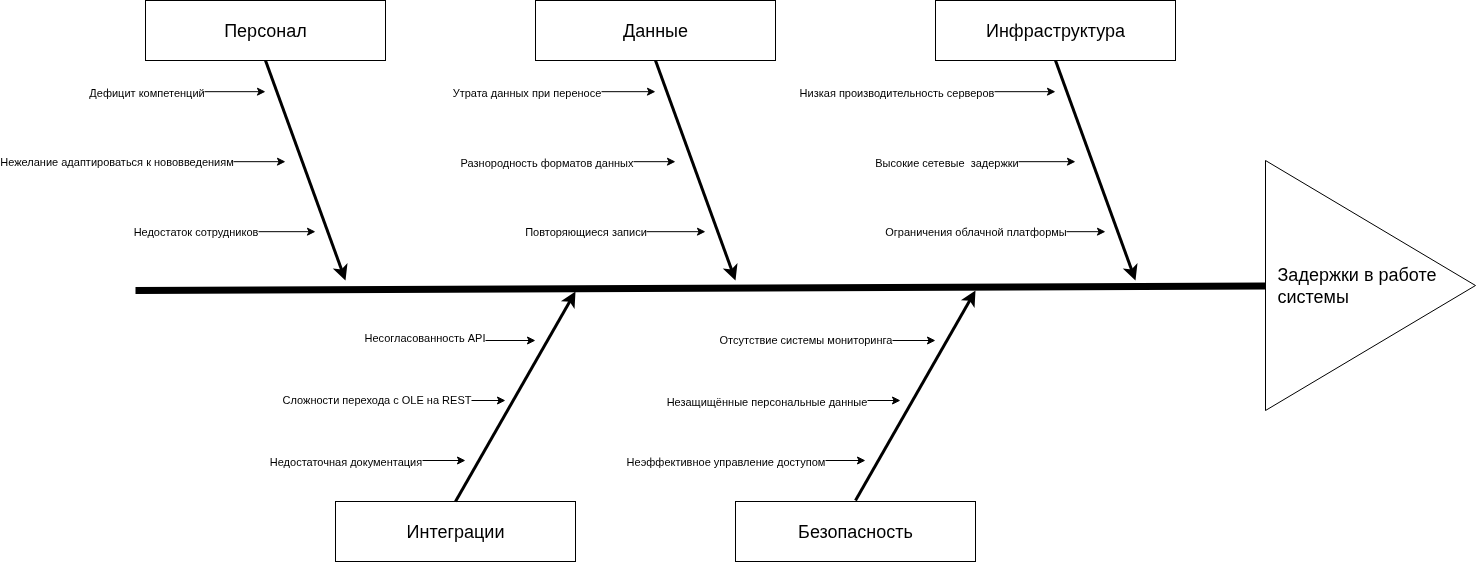 Персонал
Данные
Инфраструктура
Дефицит компетенций
Утрата данных при переносе
Низкая производительность серверов
Нежелание адаптироваться к нововведениям
Разнородность форматов данных
Высокие сетевые  задержки
Недостаток сотрудников
Повторяющиеся записи
Ограничения облачной платформы
Задержки в работе
системы
Несогласованность API
Отсутствие системы мониторинга
Сложности перехода с OLE на REST
Незащищённые персональные данные
Недостаточная документация
Неэффективное управление доступом
Интеграции
Безопасность